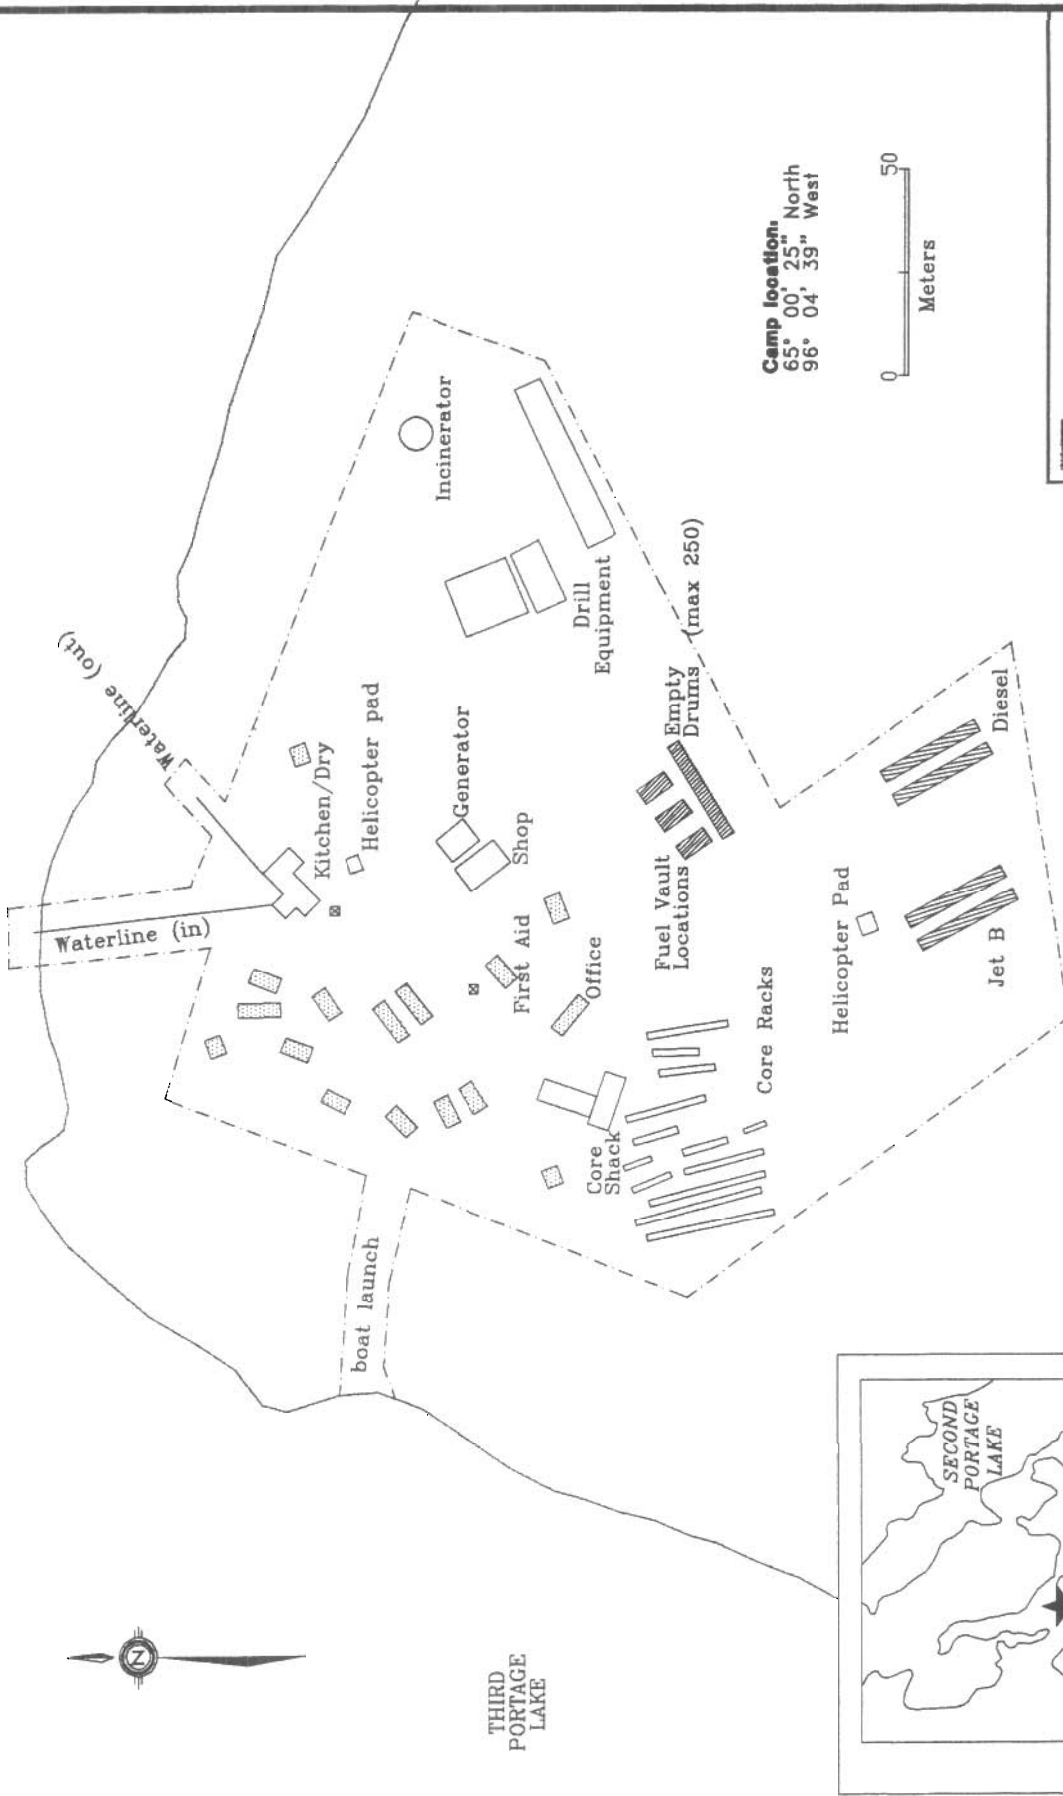 Waterline (out)
Waterline (in)
Kitchen/Dry
Helicopter pad
Generator
Shop
Incinerator
Drill
Equipment
First Aid
Office
Empty
Drums (max 250)
Fuel Vault
Locations
Core
Shack
Core Racks
boat launch
Helicopter Pad
Jet B
Diesel
Camp location:
65° 00' 25" North
96° 04' 39" West
0 50
Meters
N
THIRD
PORTAGE
LAKE
SECOND
PORTAGE
LAKE